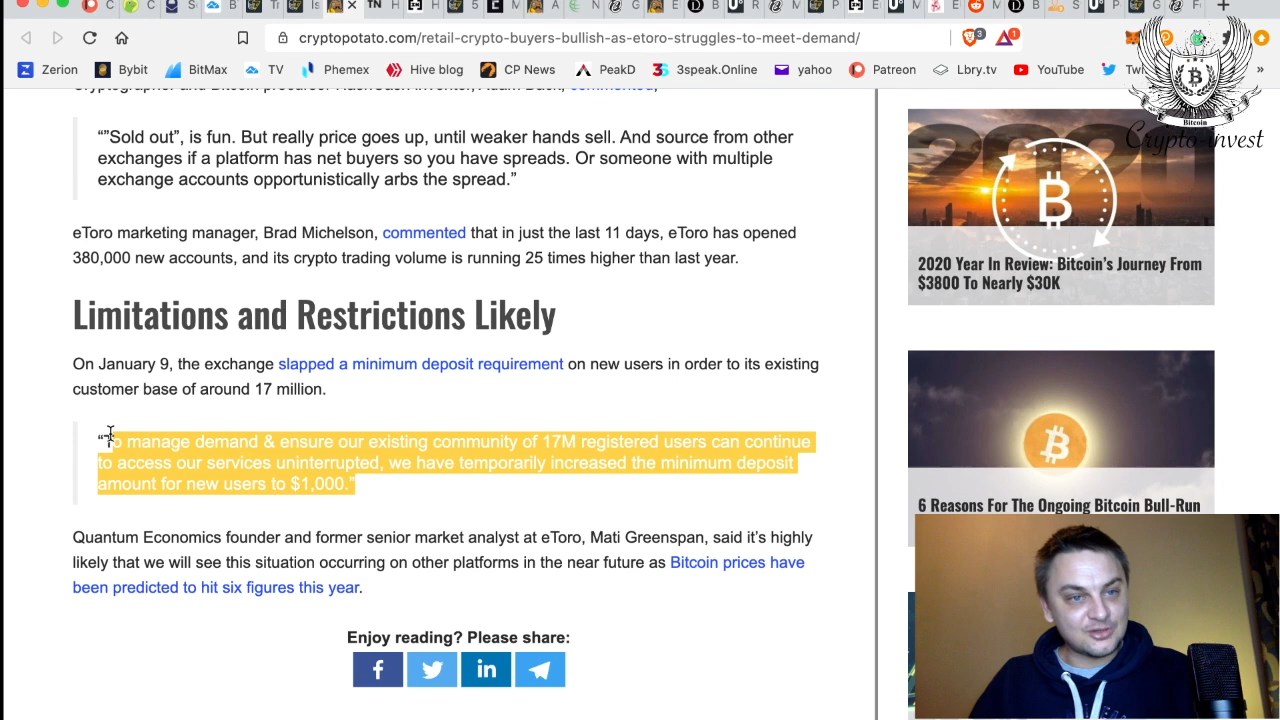 cryptopotato.com/retail-crypto-buyers-bullish-as-etoro-struggles-to-meet-demand/
3
1
Zerion
Bybit
BitMax
TV
Phemex
Hive blog
CP News
PeakD
3speak.Online
yahoo
Patreon
Lbry.tv
YouTube
»
Bitcoin
Crypto-invest
“”Sold out”, is fun. But really price goes up, until weaker hands sell. And source from other
exchanges if a platform has net buyers so you have spreads. Or someone with multiple
exchange accounts opportunistically arbs the spread.”
eToro marketing manager, Brad Michelson, commented that in just the last 11 days, eToro has opened
380,000 new accounts, and its crypto trading volume is running 25 times higher than last year.
Limitations and Restrictions Likely
On January 9, the exchange slapped a minimum deposit requirement on new users in order to its existing
customer base of around 17 million.
“To manage demand & ensure our existing community of 17M registered users can continue
to access our services uninterrupted, we have temporarily increased the minimum deposit
amount for new users to $1,000.”
Quantum Economics founder and former senior market analyst at eToro, Mati Greenspan, said it’s highly
likely that we will see this situation occurring on other platforms in the near future as Bitcoin prices have
been predicted to hit six figures this year.
Enjoy reading? Please share:
2020
2020 Year In Review: Bitcoin’s Journey From
$3800 To Nearly $30K
6 Reasons For The Ongoing Bitcoin Bull-Run